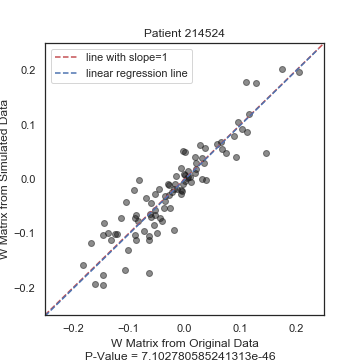 Patient 214524
line with slope=1
linear regression line
0.2
0.1
0.0
−0.1
−0.2
W Matrix from Simulated Data
−0.2
−0.1
0.0
0.1
0.2
W Matrix from Original Data
P-Value = 7.102780585241313e-46